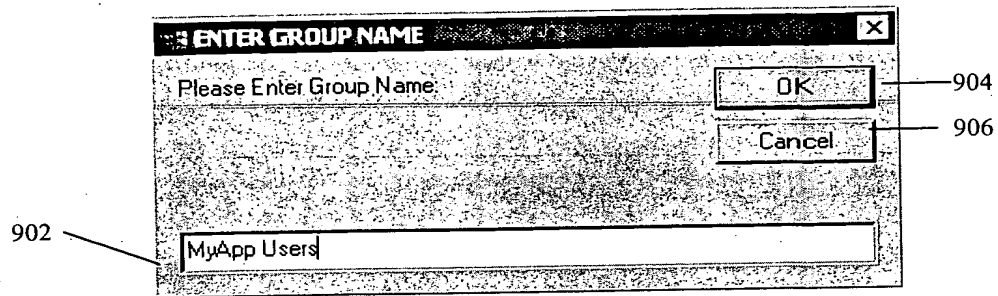 ENTER GROUP NAME
Please Enter Group Name:
OK
904
Cancel
906
902
MyApp Users